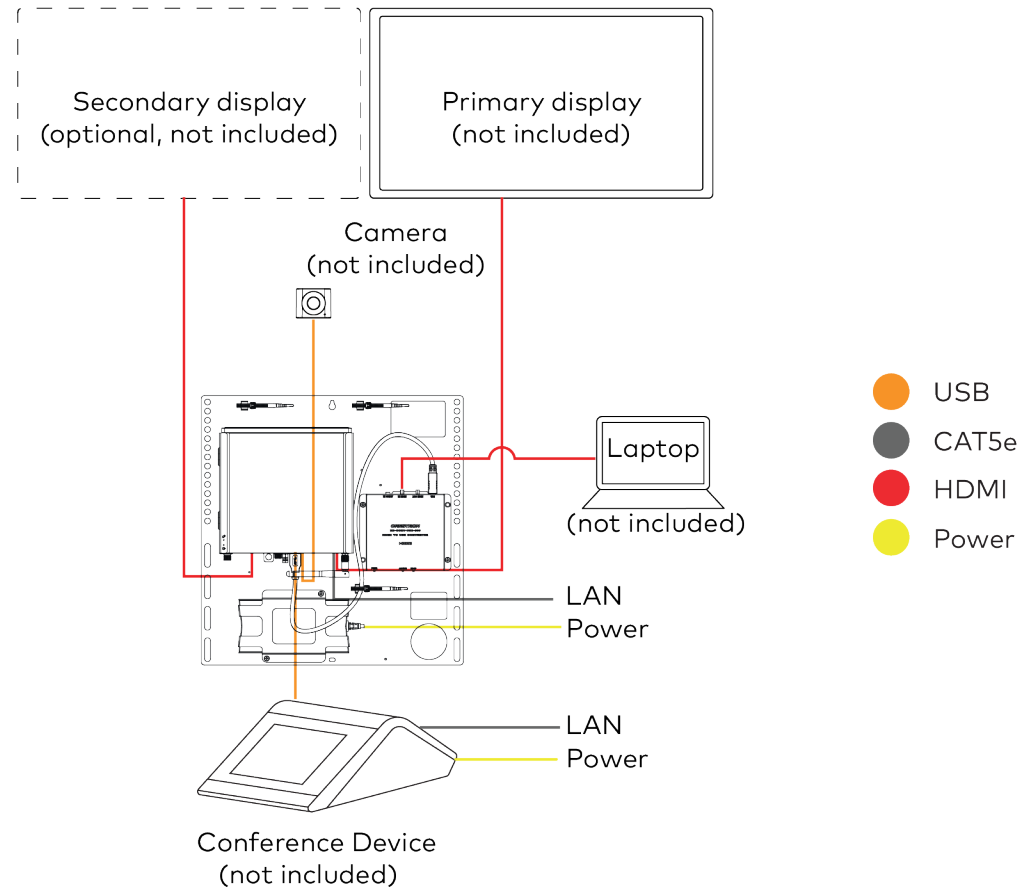 Secondary display
(optional, not included)
Primary display
(not included)
Camera
(not included)
Laptop
(not included)
USB
CAT5e
HDMI
Power
CRESTRON
LAN
Power
LAN
Power
Conference Device
(not included)